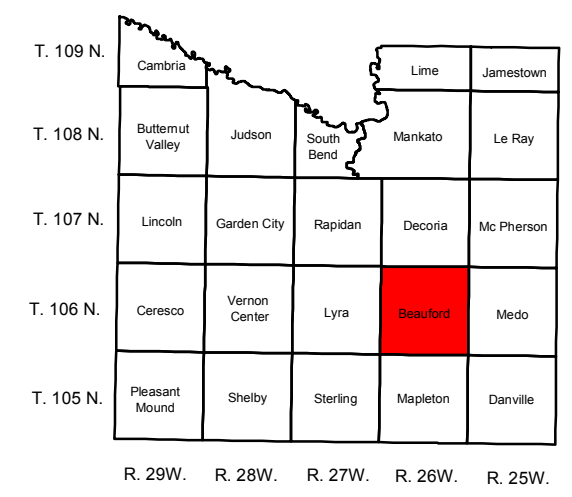 T. 109 N.
Cambria
Lime
Jamestown
T. 108 N.
Butternut
Valley
Judson
South
Bend
Mankato
Le Ray
T. 107 N.
Lincoln
Garden City
Rapidan
Decoria
Mc Pherson
T. 106 N.
Ceresco
Vernon
Center
Lyra
Beauford
Medo
T. 105 N.
Pleasant
Mound
Shelby
Sterling
Mapleton
Danville
R. 29W.
R. 28W.
R. 27W.
R. 26W.
R. 25W.